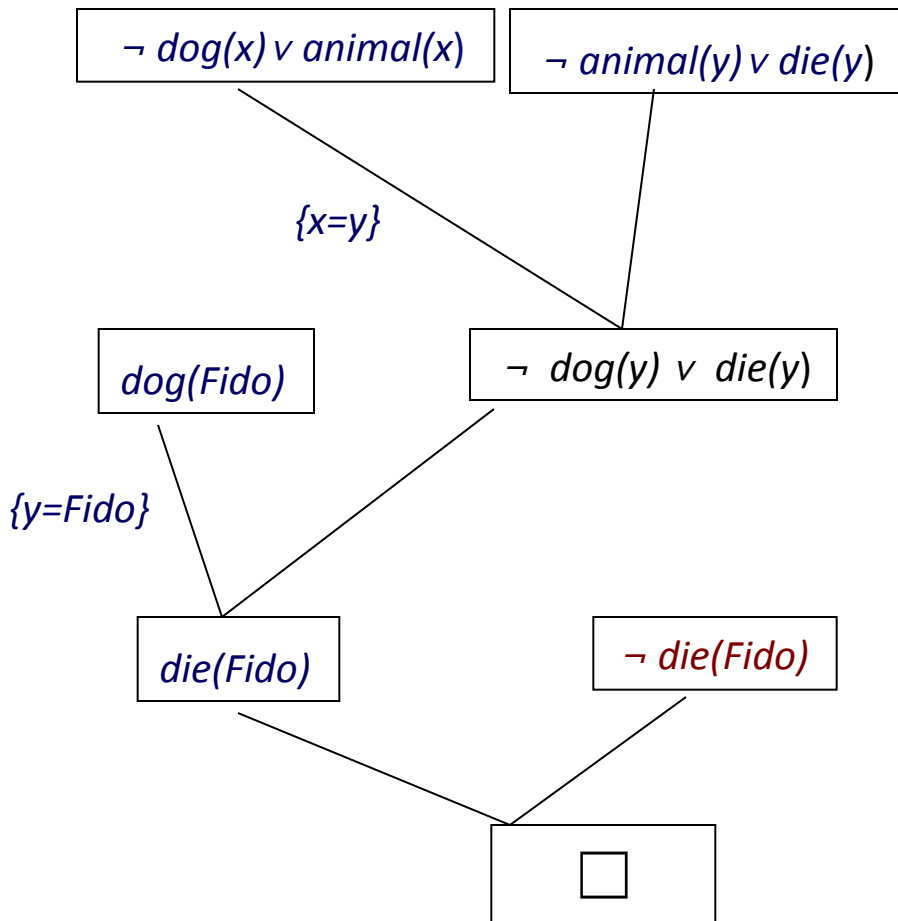 ¬ dog(x) ∨ animal(x)
¬ animal(y) ∨ die(y)
{x=y}
dog(Fido)
¬ dog(y) ∨ die(y)
{y=Fido}
die(Fido)
¬ die(Fido)